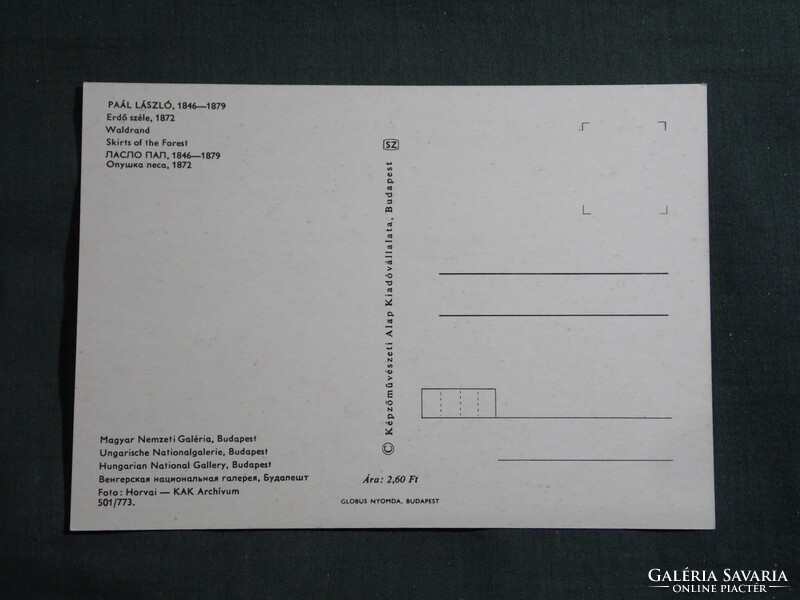 PAÁL LÁSZLÓ, 1846—1879
Erdő széle, 1872
Waldrand
Skirts of the Forest
ЛАСЛО ПАЛ, 1846—1879
Опушка леса, 1872
SZ
© Képzőművészeti Alap Kiadóvállalata, Budapest
Magyar Nemzeti Galéria, Budapest
Ungarische Nationalgalerie, Budapest
Hungarian National Gallery, Budapest
Венгерская национальная галерея, Будапешт
Foto: Horvai — KAK Archívum
501/773.
Ára: 2,60 Ft
GLOBUS NYOMDA, BUDAPEST
GALÉRIA SAVARIA
ONLINE PIACTÉR